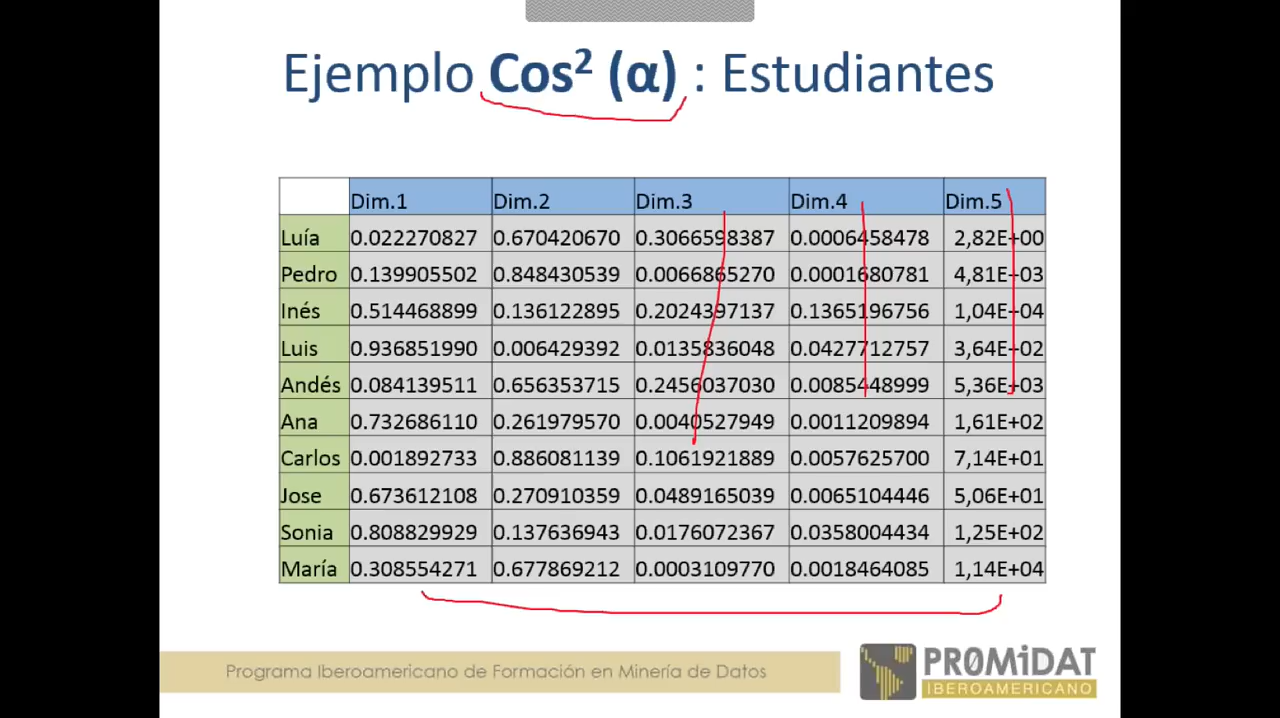 Ejemplo Cos² (α) : Estudiantes
Dim.1 Dim.2 Dim.3 Dim.4 Dim.5
Luía 0.022270827 0.670420670 0.3066598387 0.0006458478 2,82E+00
Pedro 0.139905502 0.848430539 0.0066865270 0.0001680781 4,81E+03
Inés 0.514468899 0.136122895 0.2024397137 0.1365196756 1,04E+04
Luis 0.936851990 0.006429392 0.0135836048 0.0427712757 3,64E+02
Andés 0.084139511 0.656353715 0.2456037030 0.0085448999 5,36E+03
Ana 0.732686110 0.261979570 0.0040527949 0.0011209894 1,61E+02
Carlos 0.001892733 0.886081139 0.1061921889 0.0057625700 7,14E+01
Jose 0.673612108 0.270910359 0.0489165039 0.0065104446 5,06E+01
Sonia 0.808829929 0.137636943 0.0176072367 0.0358004434 1,25E+02
María 0.308554271 0.677869212 0.0003109770 0.0018464085 1,14E+04
Programa Iberoamericano de Formación en Minería de Datos
PR0MiDAT
IBEROAMERICANO